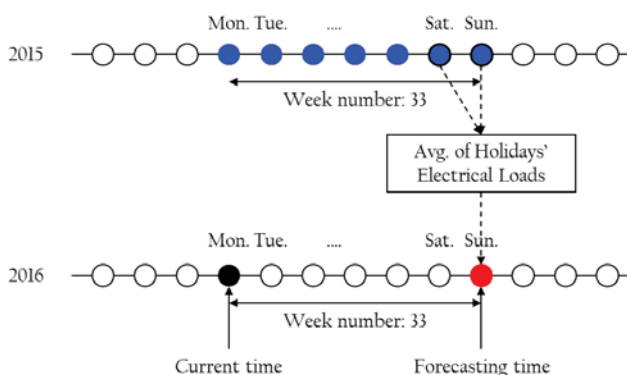 Mon. Tue. .... Sat. Sun.
2015
Week number: 33
Avg. of Holidays'
Electrical Loads
Mon. Tue. .... Sat. Sun.
2016
Week number: 33
Current time Forecasting time